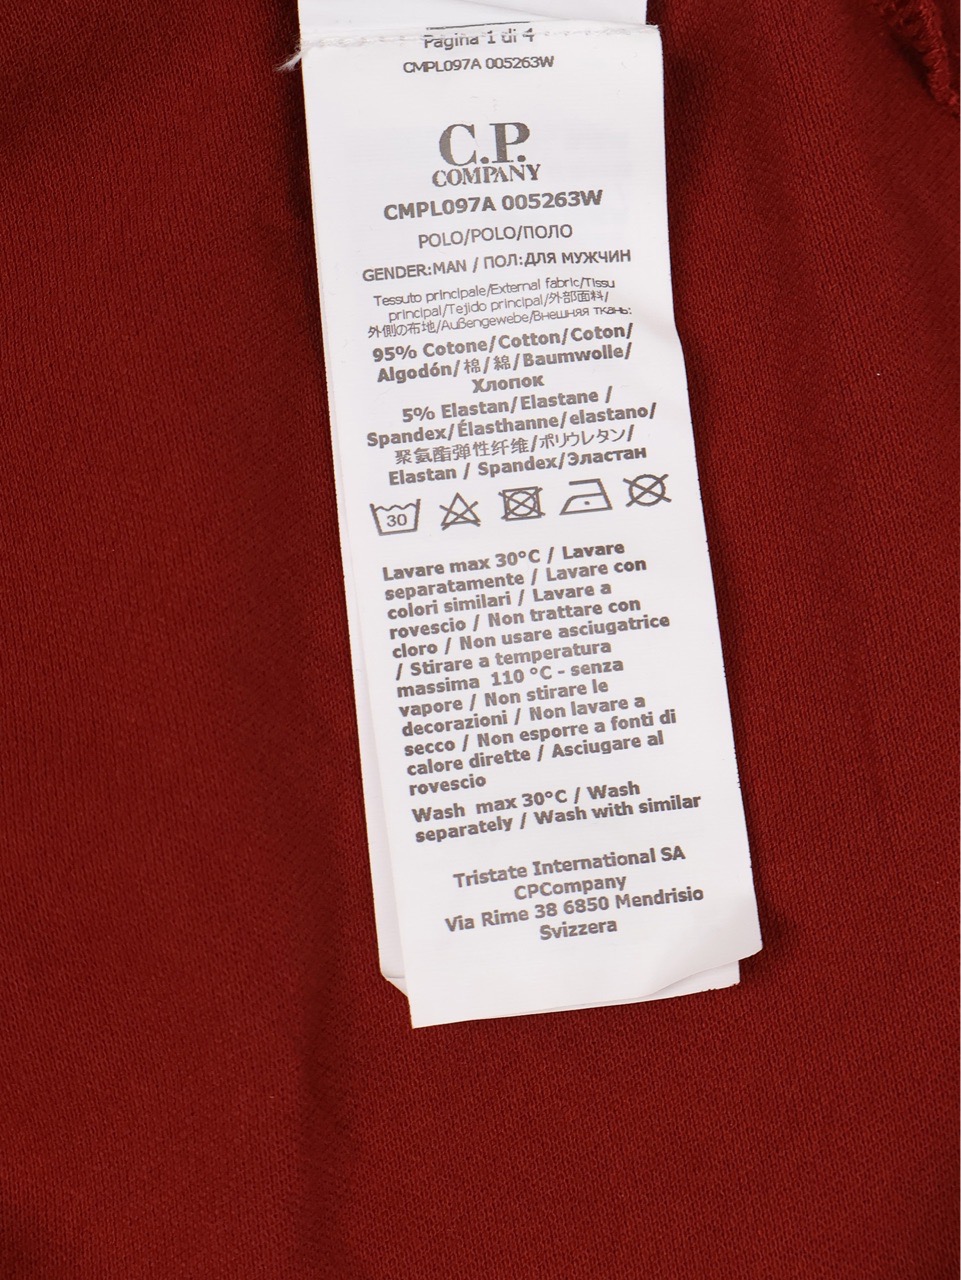 Pagina 1 di 4
CMPL097A 005263W
C.P.
COMPANY
CMPL097A 005263W
POLO/POLO/ПОЛО
GENDER:MAN / ПОЛ:ДЛЯ МУЖЧИН
Tessuto principale/External fabric/Tissu
principal/Tejido principal/外部面料/
外側の布地/Außengewebe/Внешняя ткань:
95% Cotone/Cotton/Coton/
Algodón/棉/綿/Baumwolle/
Хлопок
5% Elastan/Elastane /
Spandex/Élasthanne/elastano/
聚氨酯弹性纤维/ポリウレタン/
Elastan / Spandex/Эластан
30
Lavare max 30°C / Lavare
separatamente / Lavare con
colori similari / Lavare a
rovescio / Non trattare con
cloro / Non usare asciugatrice
/ Stirare a temperatura
massima 110 °C - senza
vapore / Non stirare le
decorazioni / Non lavare a
secco / Non esporre a fonti di
calore dirette / Asciugare al
rovescio
Wash max 30°C / Wash
separately / Wash with similar
Tristate International SA
CPCompany
Via Rime 38 6850 Mendrisio
Svizzera